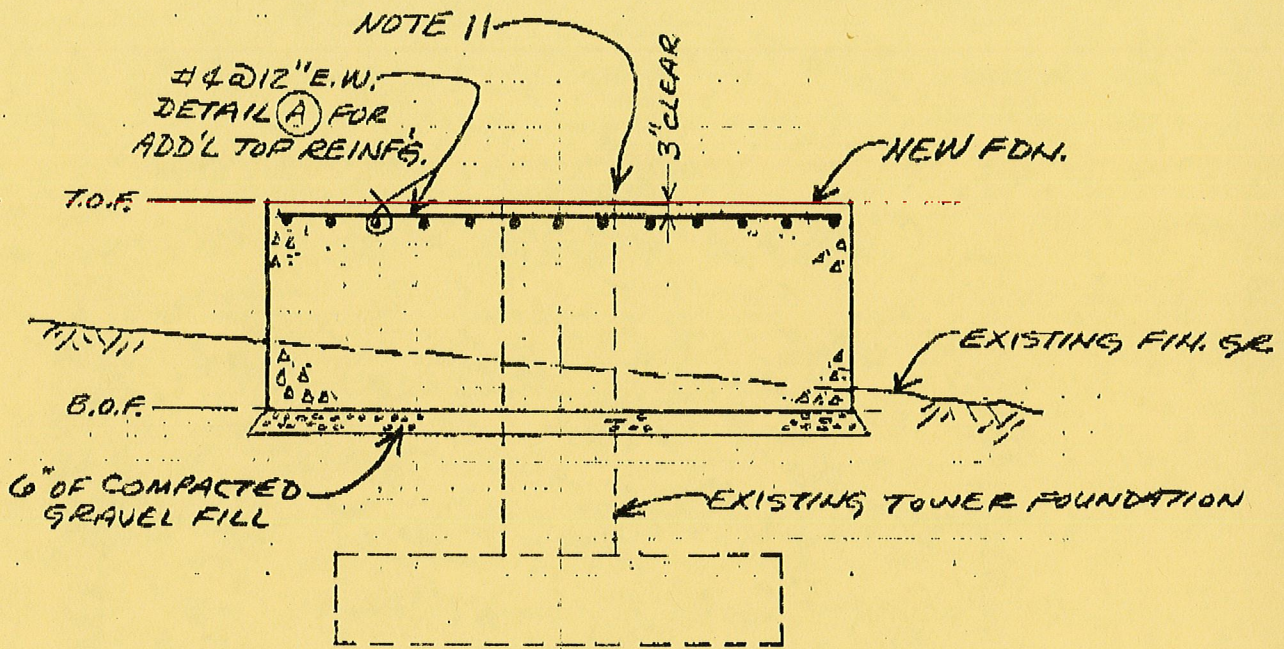 NOTE 11
#4@12" E.W.
DETAIL A FOR
ADD'L TOP REINF'G.
3" CLEAR
NEW FDN.
T.O.F.
EXISTING FIN. GR.
B.O.F.
6" OF COMPACTED
GRAVEL FILL
EXISTING TOWER FOUNDATION